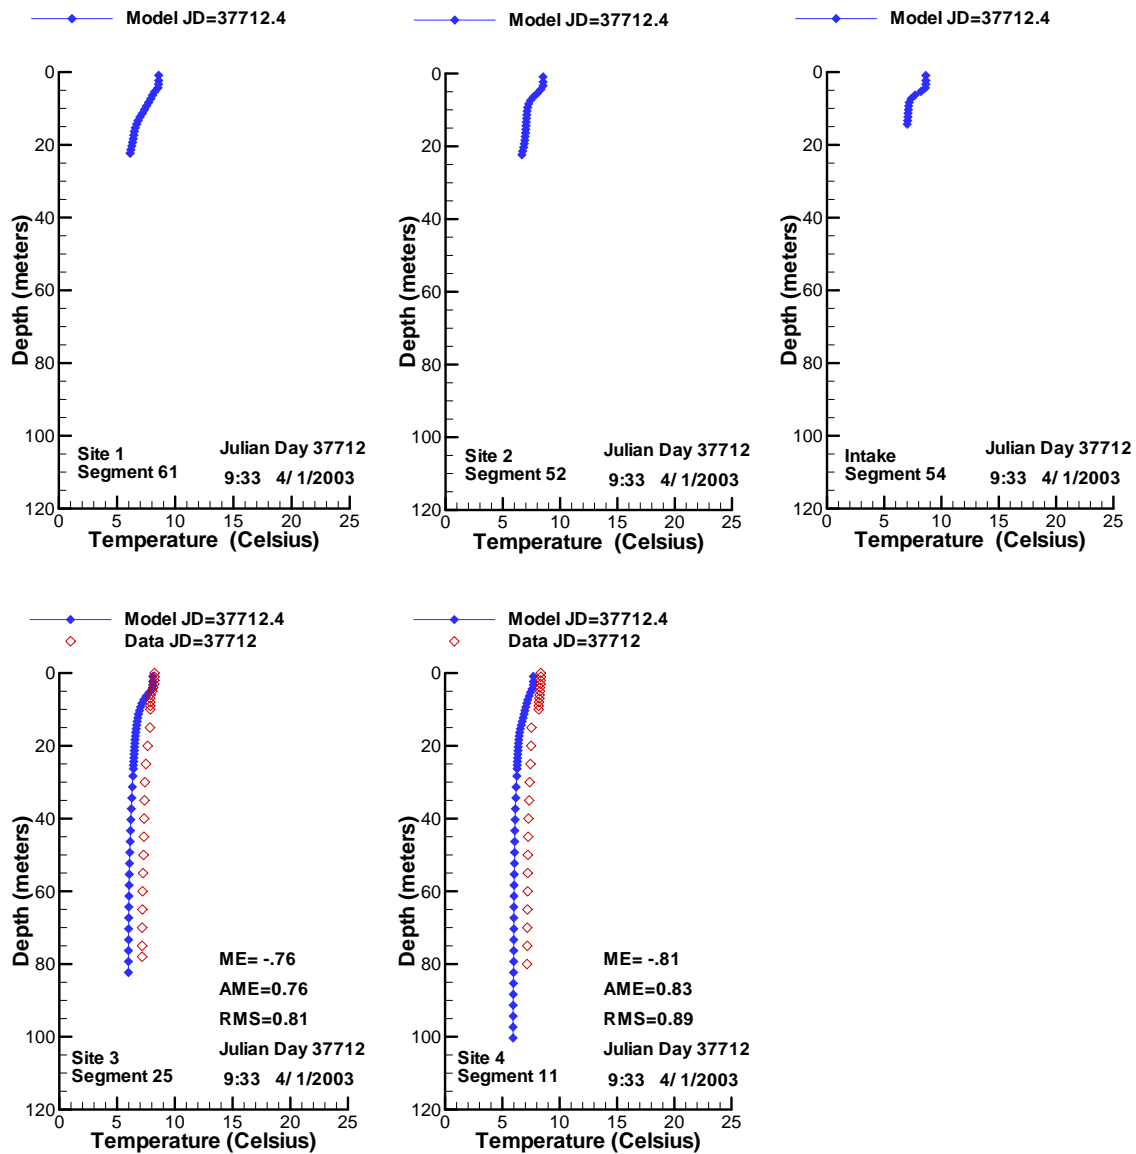 Model JD=37712.4
0
20
40
60
80
100
120
Depth (meters)
Site 1
Segment 61
Julian Day 37712
9:33 4/ 1/2003
0 5 10 15 20 25
Temperature (Celsius)
Model JD=37712.4
0
20
40
60
80
100
120
Depth (meters)
Site 2
Segment 52
Julian Day 37712
9:33 4/ 1/2003
0 5 10 15 20 25
Temperature (Celsius)
Model JD=37712.4
0
20
40
60
80
100
120
Depth (meters)
Intake
Segment 54
Julian Day 37712
9:33 4/ 1/2003
0 5 10 15 20 25
Temperature (Celsius)
Model JD=37712.4
Data JD=37712
0
20
40
60
80
100
120
Depth (meters)
ME= -.76
AME=0.76
RMS=0.81
Site 3
Segment 25
Julian Day 37712
9:33 4/ 1/2003
0 5 10 15 20 25
Temperature (Celsius)
Model JD=37712.4
Data JD=37712
0
20
40
60
80
100
120
Depth (meters)
ME= -.81
AME=0.83
RMS=0.89
Site 4
Segment 11
Julian Day 37712
9:33 4/ 1/2003
0 5 10 15 20 25
Temperature (Celsius)